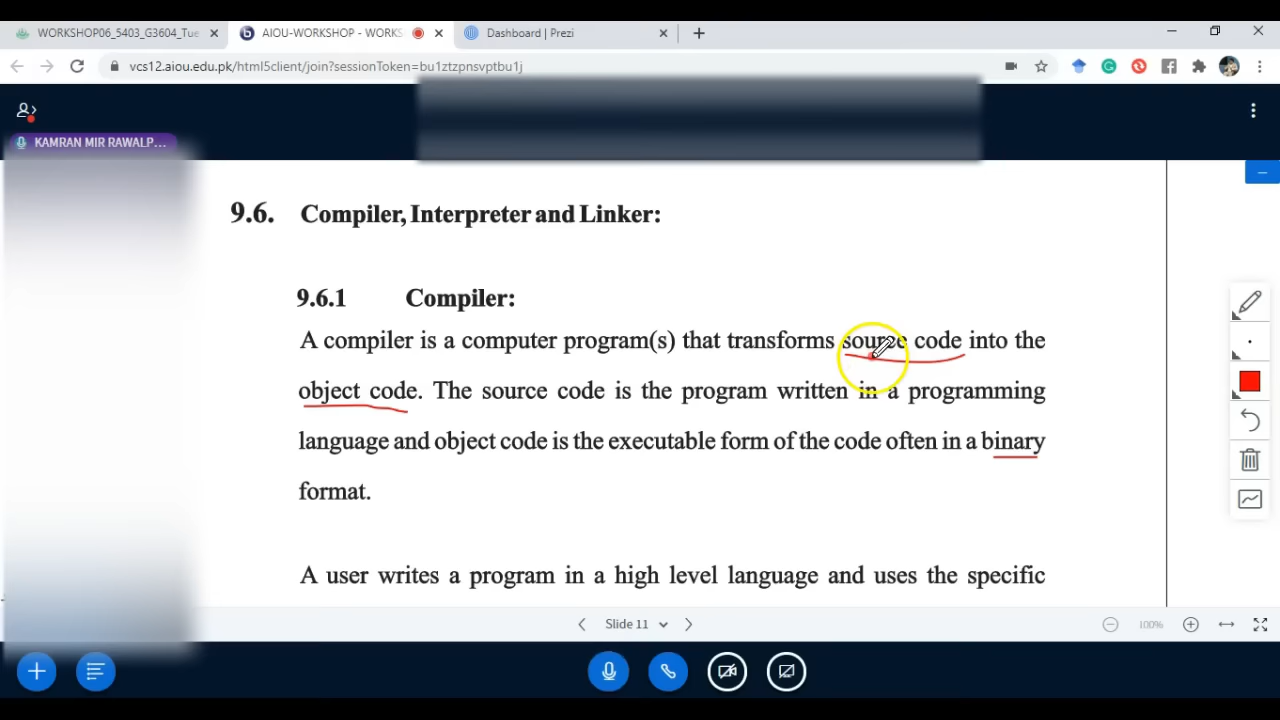 WORKSHOP06_5403_G3604_Tue
AIOU-WORKSHOP - WORKS
Dashboard | Prezi
vcs12.aiou.edu.pk/html5client/join?sessionToken=bu1ztzpnsvptbu1j
KAMRAN MIR RAWALP...
9.6. Compiler, Interpreter and Linker:
9.6.1 Compiler:
A compiler is a computer program(s) that transforms source code into the
object code. The source code is the program written in a programming
language and object code is the executable form of the code often in a binary
format.
A user writes a program in a high level language and uses the specific
Slide 11
100%